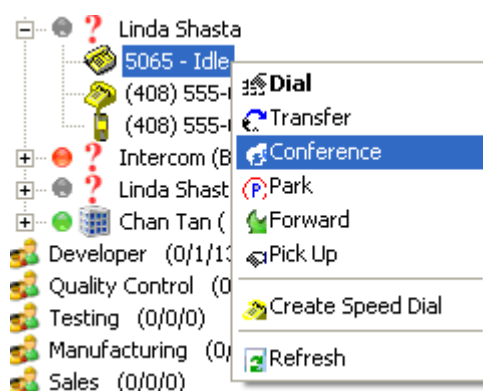 Linda Shasta
5065 - Idle
(408) 555-
(408) 555-
Intercom (B
Linda Shast
Chan Tan (
Developer (0/1/13
Quality Control (0
Testing (0/0/0)
Manufacturing (0/
Sales (0/0/0)
Dial
Transfer
Conference
P Park
Forward
Pick Up
Create Speed Dial
Refresh